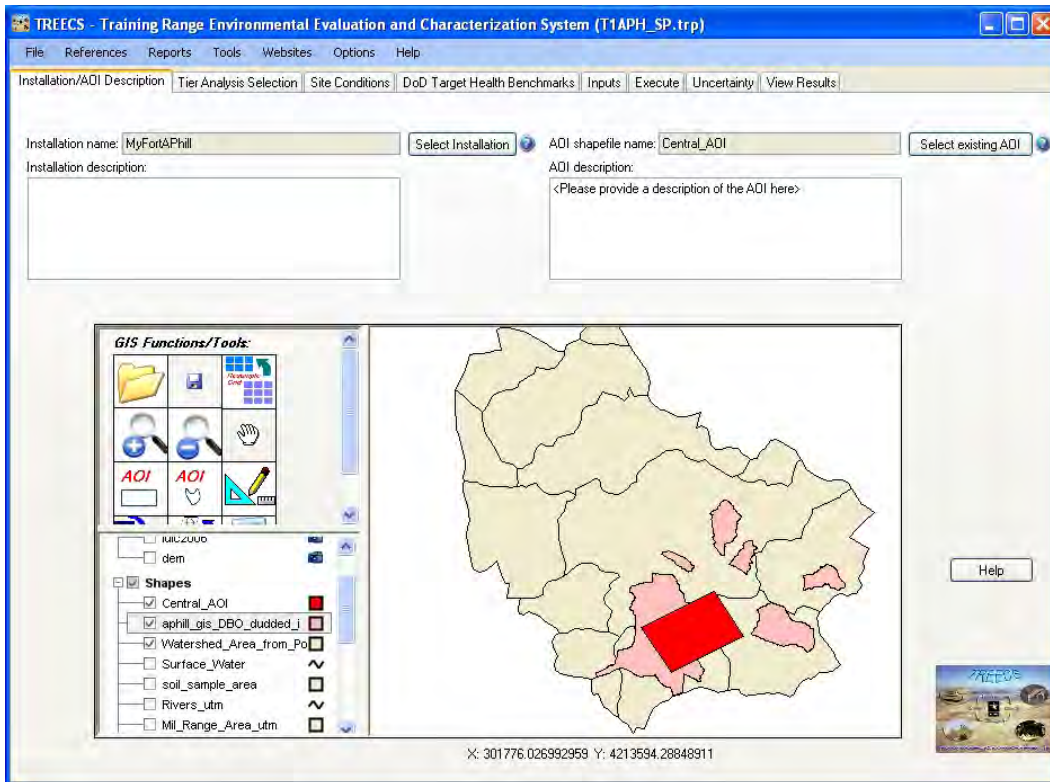 TREECS - Training Range Environmental Evaluation and Characterization System (T1APH_SP.trp)
File References Reports Tools Websites Options Help
Installation/AOI Description Tier Analysis Selection Site Conditions DoD Target Health Benchmarks Inputs Execute Uncertainty View Results
Installation name: MyFortAPhill Select Installation AOI shapefile name: Central_AOI Select existing AOI
Installation description: AOI description:
<Please provide a description of the AOI here>
GIS Functions/Tools:
AOI AOI
dem
Shapes
Central_AOI
aphill_gis_DBO_dudded_i
Watershed_Area_from_Po
Surface_Water
soil_sample_area
Rivers_utm
Mil_Range_Area_utm
Help
TREECS
X: 301776.026992959 Y: 4213594.28848911